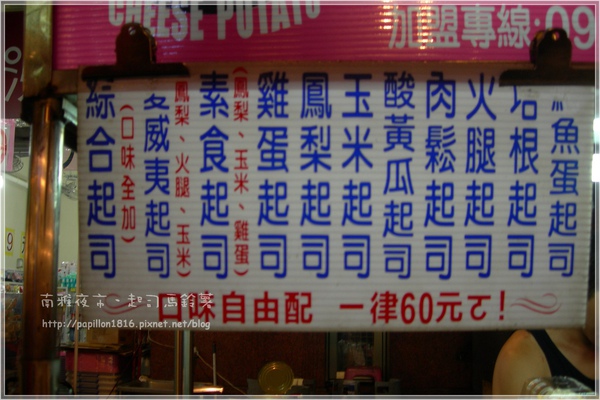 CHEESE POTATO
加盟專線:09
魚蛋起司
培根起司
火腿起司
肉鬆起司
酸黃瓜起司
玉米起司
鳳梨起司
雞蛋起司
(鳳梨、玉米、雞蛋)
素食起司
鳳梨、火腿、玉米)
夏威夷起司
(口味全加)
綜合起司
口味自由配 一律60元ㄛ!
南雅夜市、起司馬鈴薯
http://papillon1816.pixnet.net/blog